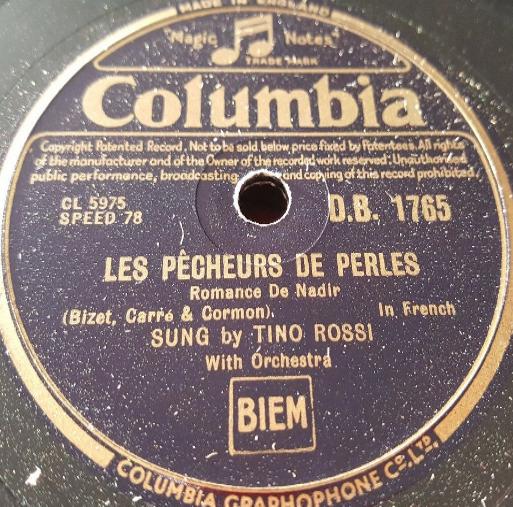 MADE IN ENGLAND
"Magic Notes"
TRADE MARK
Columbia
Copyright Patented Record. Not to be sold below price fixed by Patentees. All rights
of the manufacturer and of the Owner of the recorded work reserved. Unauthorised
public performance, broadcasting and copying of this record prohibited.
CL 5975
SPEED 78
D.B. 1765
LES PÊCHEURS DE PERLES
Romance De Nadir
(Bizet, Carré & Cormon). In French
SUNG by TINO ROSSI
With Orchestra
BIEM
COLUMBIA GRAPHOPHONE CO. LTD.